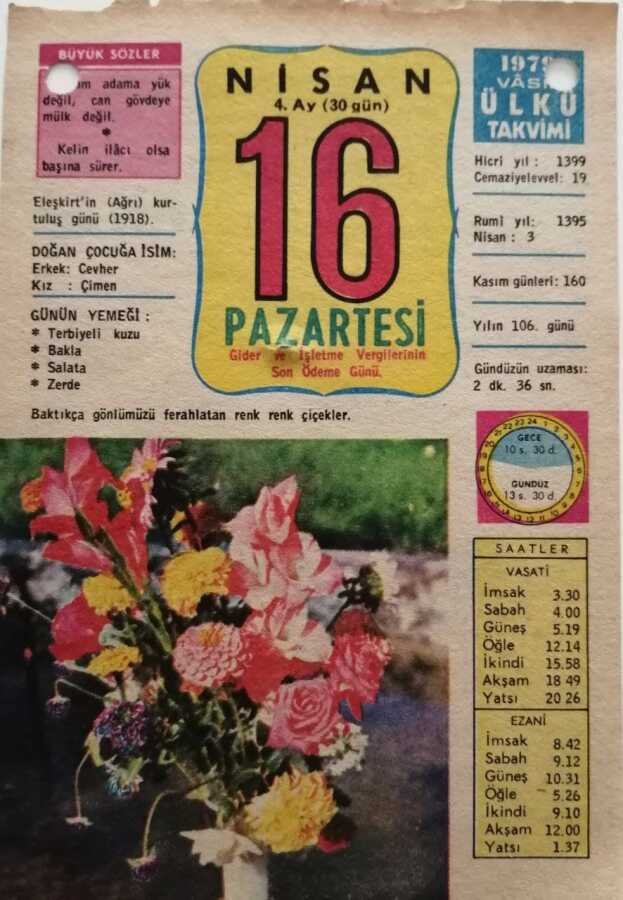 BÜYÜK SÖZLER
adama yük
değil, can gövdeye
mülk değil.
*
Kelin ilâcı olsa
başına sürer.
Eleşkirt'in (Ağrı) kur-
tuluş günü (1918).
DOĞAN ÇOCUĞA İSİM:
Erkek: Cevher
Kız : Çimen
GÜNÜN YEMEĞİ :
* Terbiyeli kuzu
* Bakla
* Salata
* Zerde
NİSAN
4. Ay (30 gün)
16
PAZARTESİ
Gider ve İşletme Vergilerinin
Son Ödeme Günü.
1979
ÜLKÜ
TAKVİMİ
Hicri yıl : 1399
Cemaziyelevvel: 19
Rumî yıl: 1395
Nisan : 3
Kasım günleri: 160
Yılın 106. günü
Gündüzün uzaması:
2 dk. 36 sn.
Baktıkça gönlümüzü ferahlatan renk renk çiçekler.
GECE
10 s. 30 d.
GÜNDÜZ
13 s. 30 d.
SAATLER
VASATİ
İmsak 3.30
Sabah 4.00
Güneş 5.19
Öğle 12.14
İkindi 15.58
Akşam 18 49
Yatsı 20 26
EZANİ
İmsak 8.42
Sabah 9.12
Güneş 10.31
Öğle 5.26
İkindi 9.10
Akşam 12.00
Yatsı 1.37